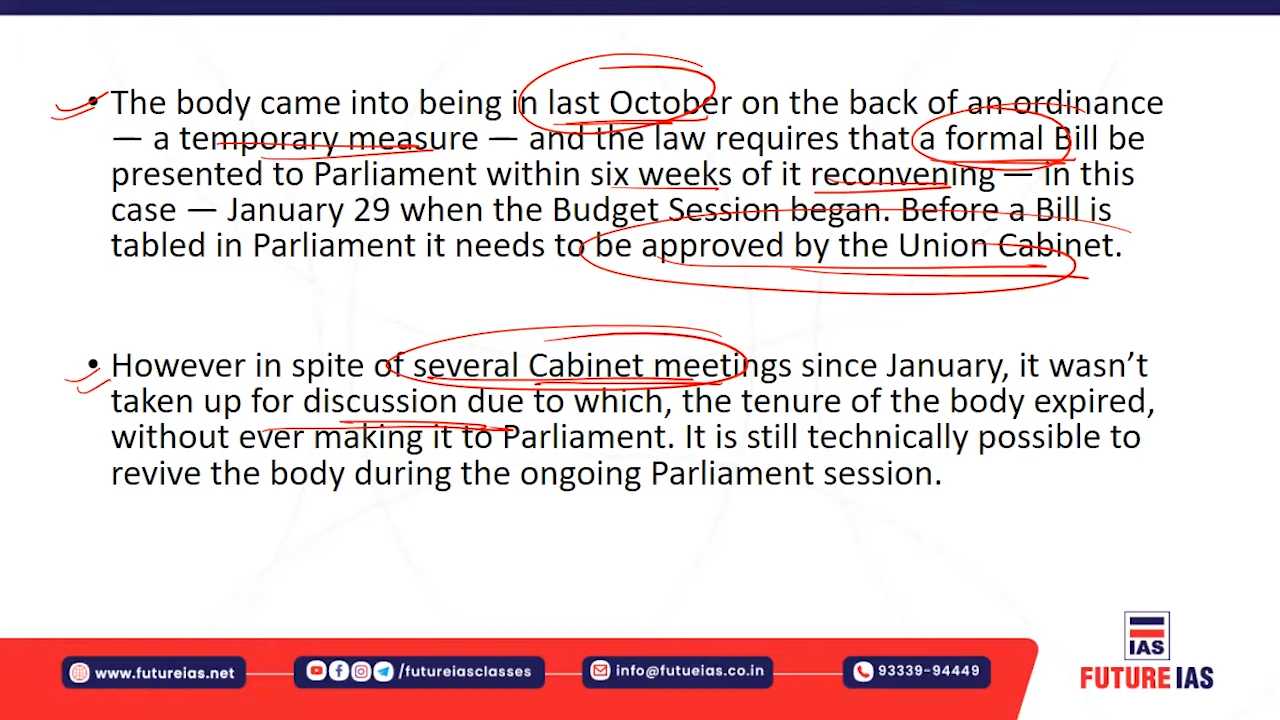 • The body came into being in last October on the back of an ordinance
— a temporary measure — and the law requires that a formal Bill be
presented to Parliament within six weeks of it reconvening — in this
case — January 29 when the Budget Session began. Before a Bill is
tabled in Parliament it needs to be approved by the Union Cabinet.
• However in spite of several Cabinet meetings since January, it wasn’t
taken up for discussion due to which, the tenure of the body expired,
without ever making it to Parliament. It is still technically possible to
revive the body during the ongoing Parliament session.
IAS
FUTURE IAS
www.futureias.net
/futureiasclasses
info@futueias.co.in
93339-94449